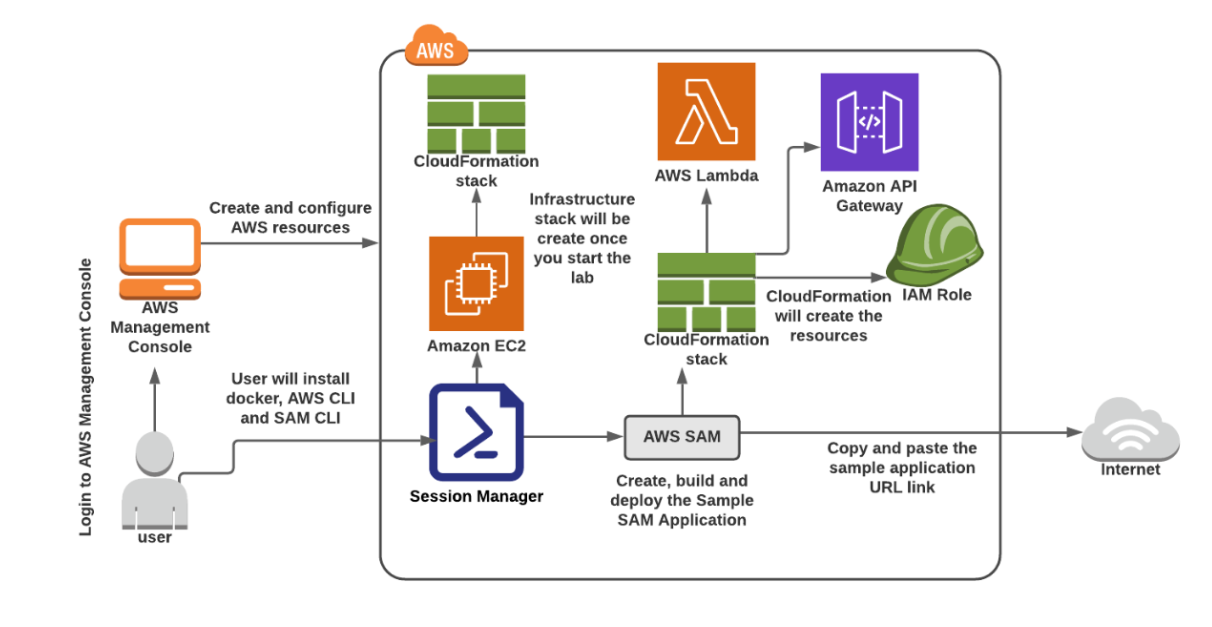 AWS
CloudFormation
stack
AWS Lambda
Amazon API
Gateway
Infrastructure
stack will be
create once
you start the
lab
Create and configure
AWS resources
Login to AWS Management Console
AWS
Management
Console
Amazon EC2
CloudFormation
stack
CloudFormation
will create the
resources
IAM Role
User will install
docker, AWS CLI
and SAM CLI
AWS SAM
Session Manager
Create, build and
deploy the Sample
SAM Application
Copy and paste the
sample application
URL link
Internet
user